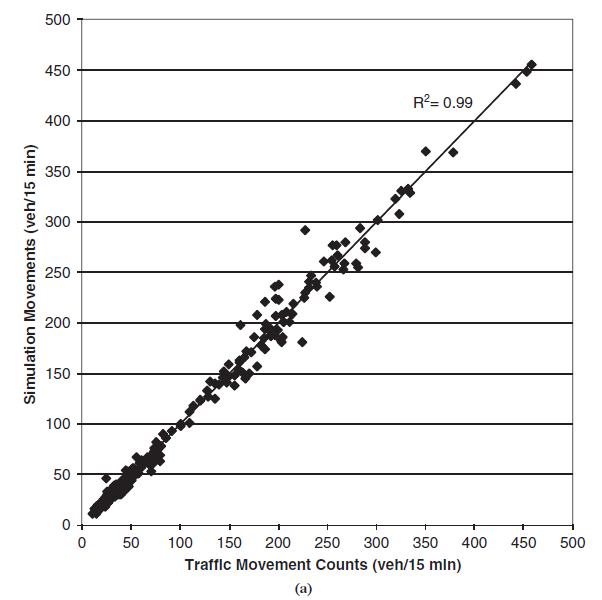 500
450
R²= 0.99
400
350
300
250
200
150
100
50
0
Simulation Movements (veh/15 min)
0 50 100 150 200 250 300 350 400 450 500
Traffic Movement Counts (veh/15 min)
(a)